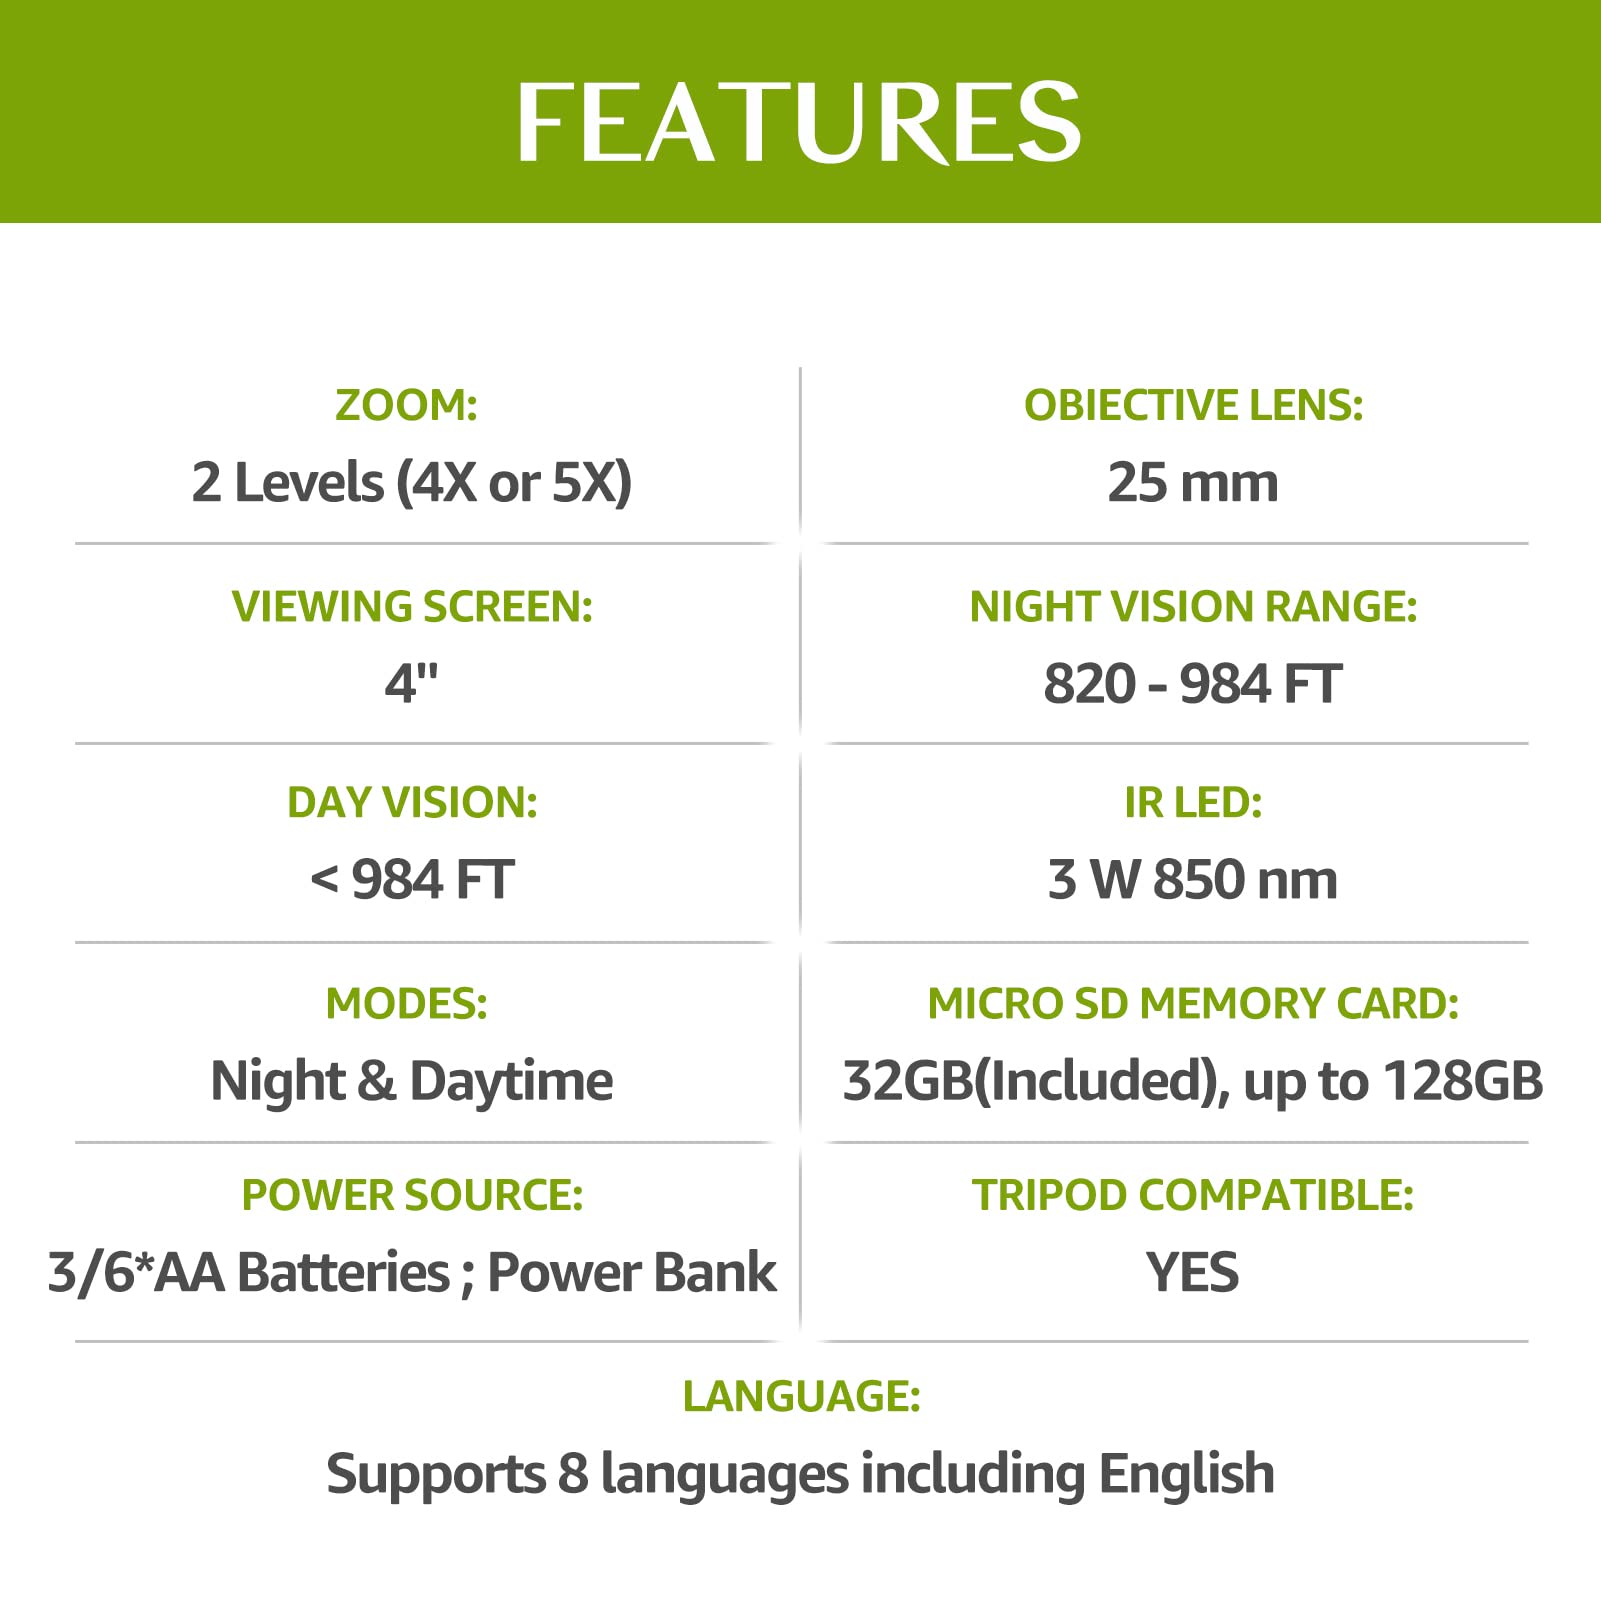 FEATURES
ZOOM:
2 Levels (4X or 5X)
OBIECTIVE LENS:
25 mm
VIEWING SCREEN:
4"
NIGHT VISION RANGE:
820 - 984 FT
DAY VISION:
< 984 FT
IR LED:
3 W 850 nm
MODES:
Night & Daytime
MICRO SD MEMORY CARD:
32GB(Included), up to 128GB
POWER SOURCE:
3/6*AA Batteries ; Power Bank
TRIPOD COMPATIBLE:
YES
LANGUAGE:
Supports 8 languages including English